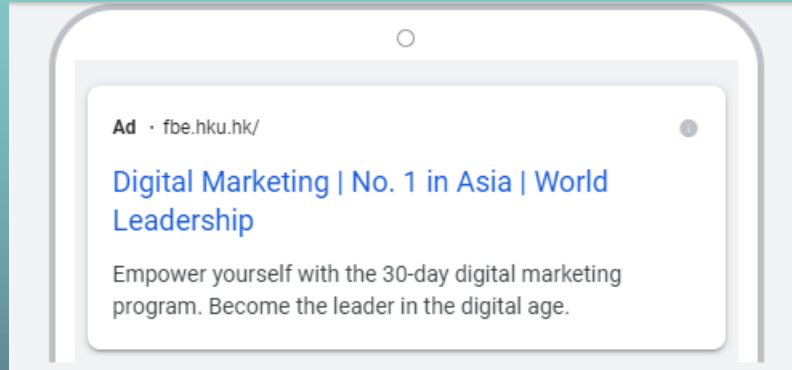 Ad · fbe.hku.hk/
Digital Marketing | No. 1 in Asia | World
Leadership
Empower yourself with the 30-day digital marketing
program. Become the leader in the digital age.